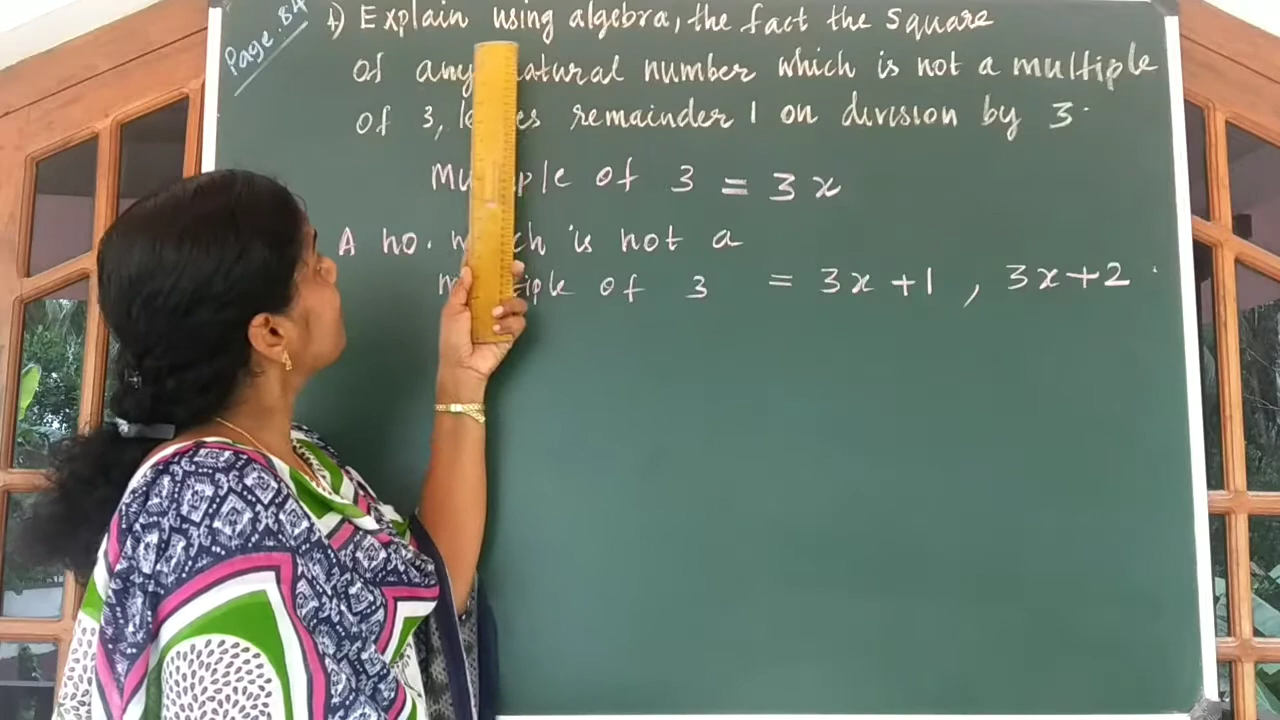 Page. 84
1) Explain using algebra, the fact the square
of any natural number which is not a multiple
of 3, leaves remainder 1 on division by 3.
Multiple of 3 = 3x
A no. which is not a
multiple of 3 = 3x+1, 3x+2.